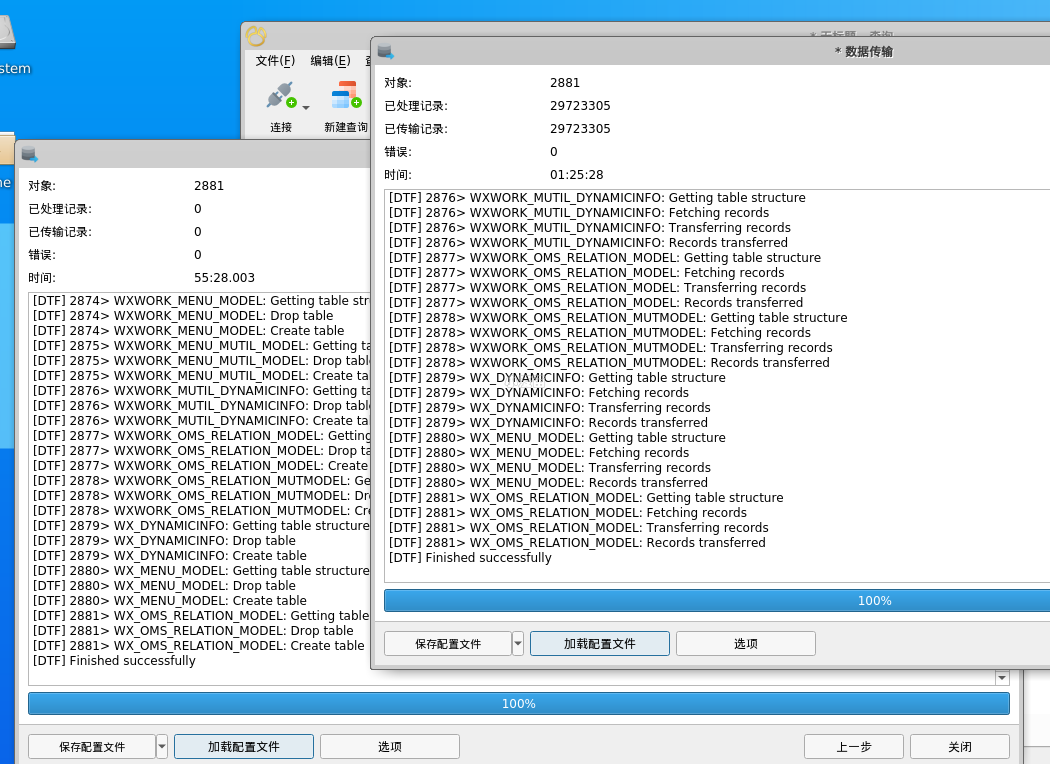 stem
ne
* 无标题 - 查询
文件(F) 编辑(E)
连接
新建查询
* 数据传输
对象: 2881
已处理记录: 29723305
已传输记录: 29723305
错误: 0
时间: 01:25:28
[DTF] 2876> WXWORK_MUTIL_DYNAMICINFO: Getting table structure
[DTF] 2876> WXWORK_MUTIL_DYNAMICINFO: Fetching records
[DTF] 2876> WXWORK_MUTIL_DYNAMICINFO: Transferring records
[DTF] 2876> WXWORK_MUTIL_DYNAMICINFO: Records transferred
[DTF] 2877> WXWORK_OMS_RELATION_MODEL: Getting table structure
[DTF] 2877> WXWORK_OMS_RELATION_MODEL: Fetching records
[DTF] 2877> WXWORK_OMS_RELATION_MODEL: Transferring records
[DTF] 2877> WXWORK_OMS_RELATION_MODEL: Records transferred
[DTF] 2878> WXWORK_OMS_RELATION_MUTMODEL: Getting table structure
[DTF] 2878> WXWORK_OMS_RELATION_MUTMODEL: Fetching records
[DTF] 2878> WXWORK_OMS_RELATION_MUTMODEL: Transferring records
[DTF] 2878> WXWORK_OMS_RELATION_MUTMODEL: Records transferred
[DTF] 2879> WX_DYNAMICINFO: Getting table structure
[DTF] 2879> WX_DYNAMICINFO: Fetching records
[DTF] 2879> WX_DYNAMICINFO: Transferring records
[DTF] 2879> WX_DYNAMICINFO: Records transferred
[DTF] 2880> WX_MENU_MODEL: Getting table structure
[DTF] 2880> WX_MENU_MODEL: Fetching records
[DTF] 2880> WX_MENU_MODEL: Transferring records
[DTF] 2880> WX_MENU_MODEL: Records transferred
[DTF] 2881> WX_OMS_RELATION_MODEL: Getting table structure
[DTF] 2881> WX_OMS_RELATION_MODEL: Fetching records
[DTF] 2881> WX_OMS_RELATION_MODEL: Transferring records
[DTF] 2881> WX_OMS_RELATION_MODEL: Records transferred
[DTF] Finished successfully
100%
保存配置文件 加载配置文件 选项
对象: 2881
已处理记录: 0
已传输记录: 0
错误: 0
时间: 55:28.003
[DTF] 2874> WXWORK_MENU_MODEL: Getting table str
[DTF] 2874> WXWORK_MENU_MODEL: Drop table
[DTF] 2874> WXWORK_MENU_MODEL: Create table
[DTF] 2875> WXWORK_MENU_MUTIL_MODEL: Getting ta
[DTF] 2875> WXWORK_MENU_MUTIL_MODEL: Drop table
[DTF] 2875> WXWORK_MENU_MUTIL_MODEL: Create ta
[DTF] 2876> WXWORK_MUTIL_DYNAMICINFO: Getting ta
[DTF] 2876> WXWORK_MUTIL_DYNAMICINFO: Drop table
[DTF] 2876> WXWORK_MUTIL_DYNAMICINFO: Create ta
[DTF] 2877> WXWORK_OMS_RELATION_MODEL: Getting
[DTF] 2877> WXWORK_OMS_RELATION_MODEL: Drop ta
[DTF] 2877> WXWORK_OMS_RELATION_MODEL: Create
[DTF] 2878> WXWORK_OMS_RELATION_MUTMODEL: Ge
[DTF] 2878> WXWORK_OMS_RELATION_MUTMODEL: Dr
[DTF] 2878> WXWORK_OMS_RELATION_MUTMODEL: Cr
[DTF] 2879> WX_DYNAMICINFO: Getting table structure
[DTF] 2879> WX_DYNAMICINFO: Drop table
[DTF] 2879> WX_DYNAMICINFO: Create table
[DTF] 2880> WX_MENU_MODEL: Getting table structure
[DTF] 2880> WX_MENU_MODEL: Drop table
[DTF] 2880> WX_MENU_MODEL: Create table
[DTF] 2881> WX_OMS_RELATION_MODEL: Getting table
[DTF] 2881> WX_OMS_RELATION_MODEL: Drop table
[DTF] 2881> WX_OMS_RELATION_MODEL: Create table
[DTF] Finished successfully
100%
保存配置文件 加载配置文件 选项 上一步 关闭